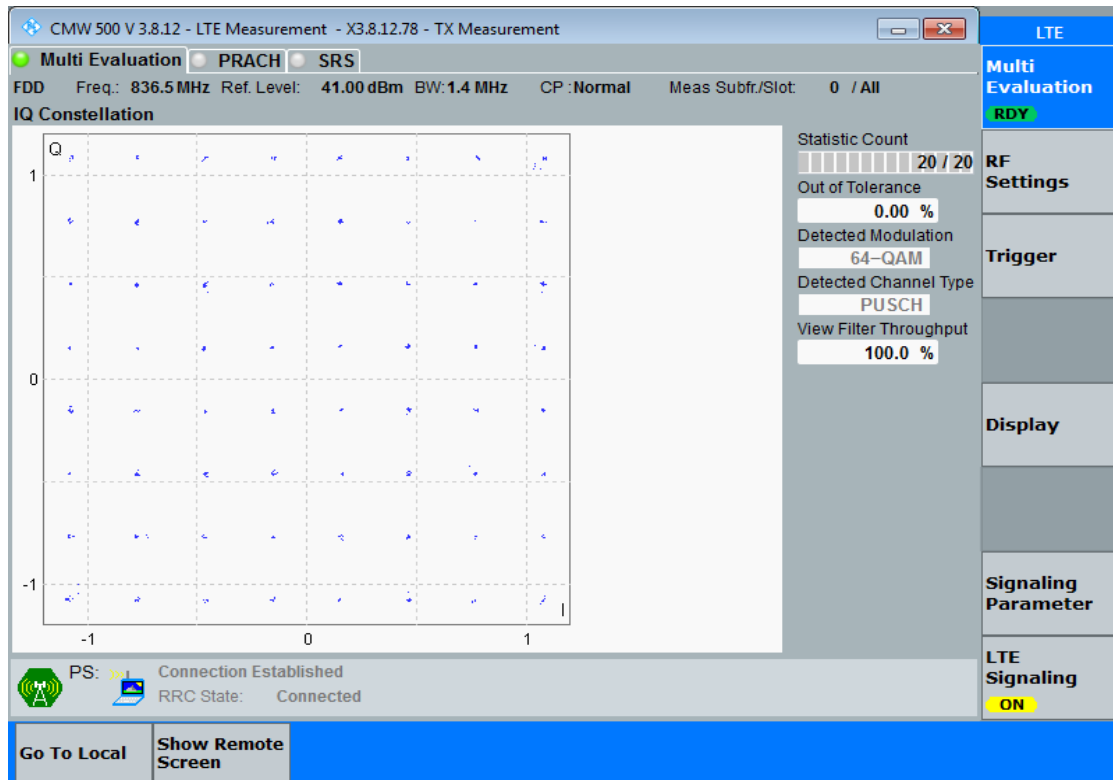 CMW 500 V 3.8.12 - LTE Measurement - X3.8.12.78 - TX Measurement
LTE
Multi Evaluation PRACH SRS
FDD Freq.: 836.5 MHz Ref. Level: 41.00 dBm BW: 1.4 MHz CP : Normal Meas Subfr./Slot: 0 / All
IQ Constellation
Q
1
0
-1
I
-1 0 1
Statistic Count
20 / 20
Out of Tolerance
0.00 %
Detected Modulation
64-QAM
Detected Channel Type
PUSCH
View Filter Throughput
100.0 %
Multi
Evaluation
RDY
RF
Settings
Trigger
Display
Signaling
Parameter
LTE
Signaling
ON
PS: Connection Established
RRC State: Connected
Go To Local
Show Remote
Screen